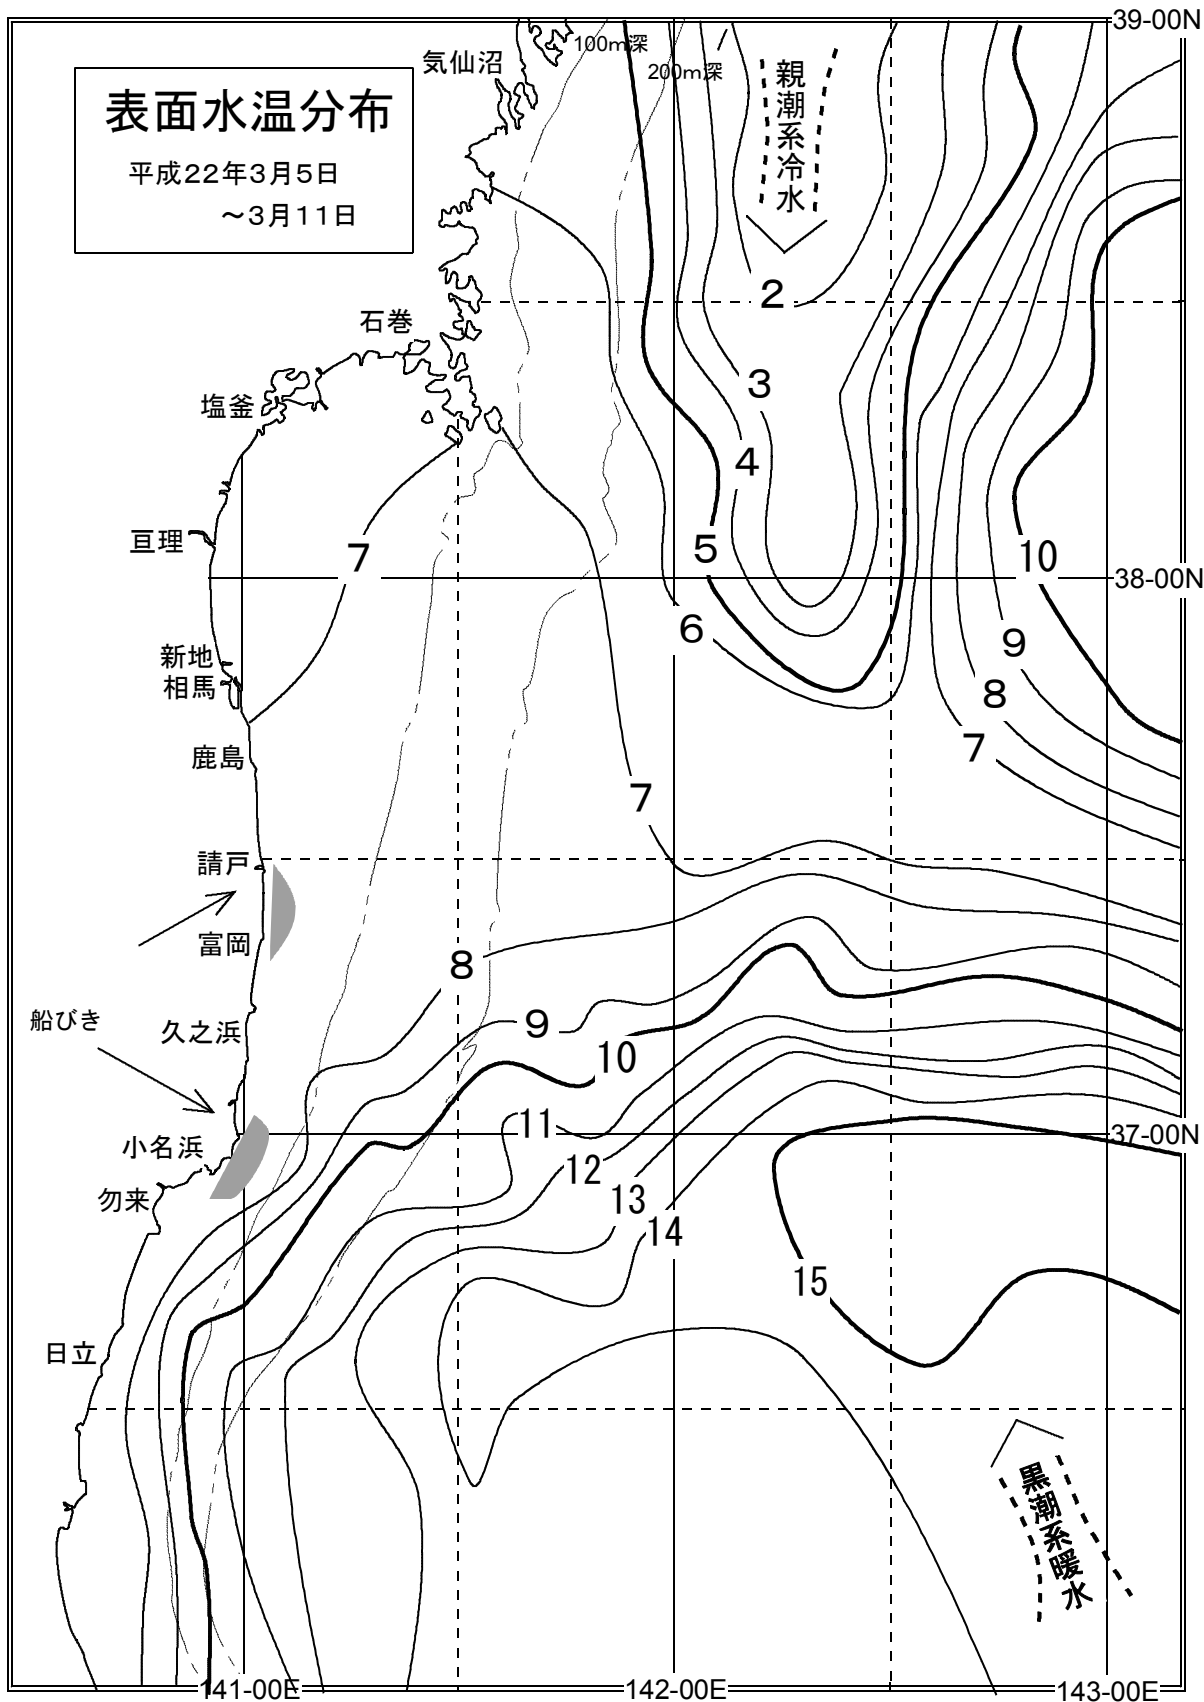 39-00N
100m深
気仙沼
200m深
表面水温分布
平成22年3月5日
～3月11日
親潮系冷水
2
石巻
3
塩釜
4
亘理
7
5
10
38-00N
6
9
新地
相馬
8
7
鹿島
7
請戸
富岡
8
船びき
久之浜
9
10
11
37-00N
小名浜
12
勿来
13
14
15
日立
黒潮系暖水
141-00E
142-00E
143-00E